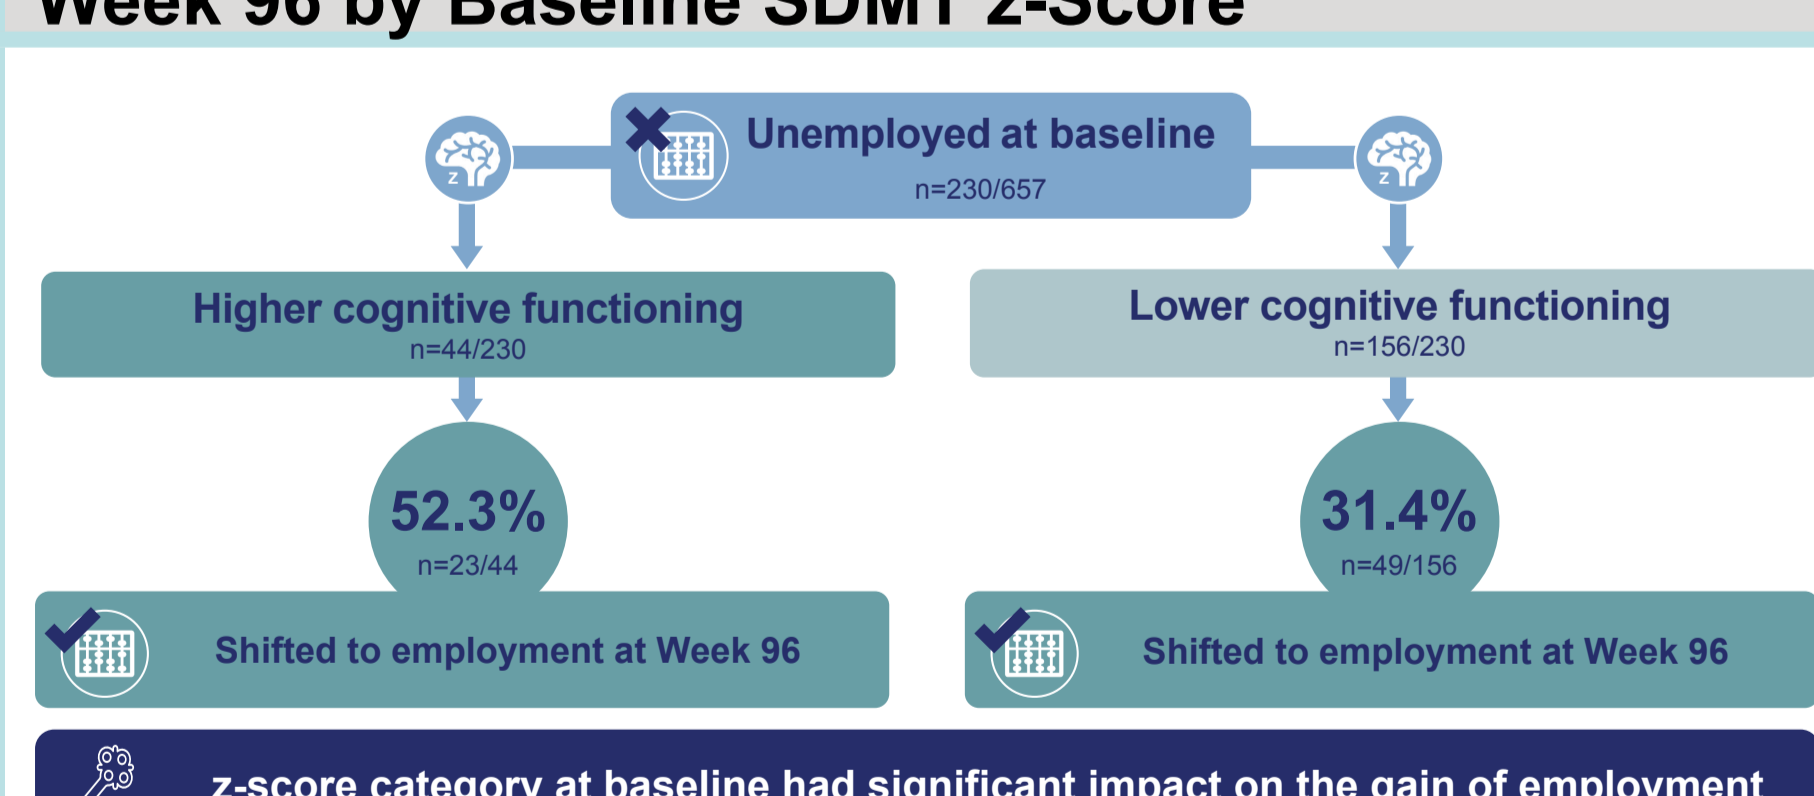 Week 96 by Baseline SDMT z-Score
Unemployed at baseline
n=230/657
z
z
Higher cognitive functioning
n=44/230
Lower cognitive functioning
n=156/230
52.3%
n=23/44
31.4%
n=49/156
Shifted to employment at Week 96
Shifted to employment at Week 96
z-score category at baseline had significant impact on the gain of employment